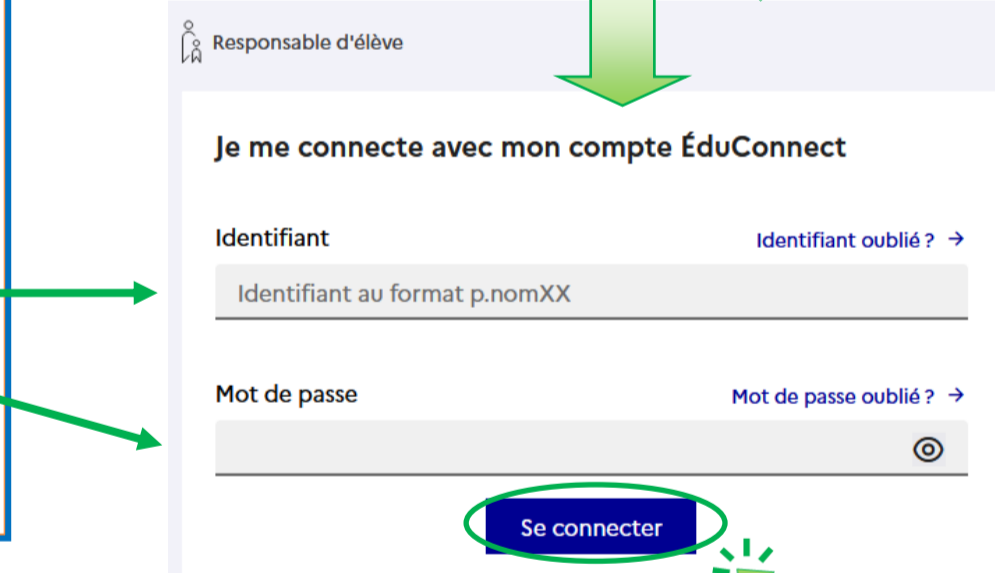 Responsable d'élève
Je me connecte avec mon compte ÉduConnect
Identifiant
Identifiant oublié ? →
Identifiant au format p.nomXX
Mot de passe
Mot de passe oublié ? →
Se connecter